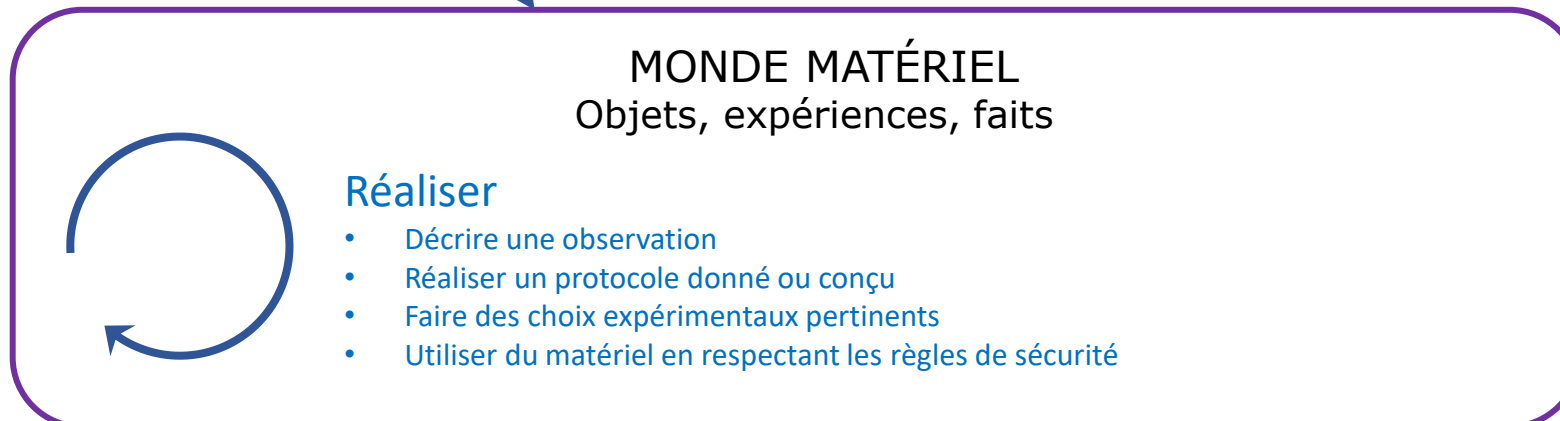 MONDE MATÉRIEL
Objets, expériences, faits
Réaliser
• Décrire une observation
• Réaliser un protocole donné ou conçu
• Faire des choix expérimentaux pertinents
• Utiliser du matériel en respectant les règles de sécurité